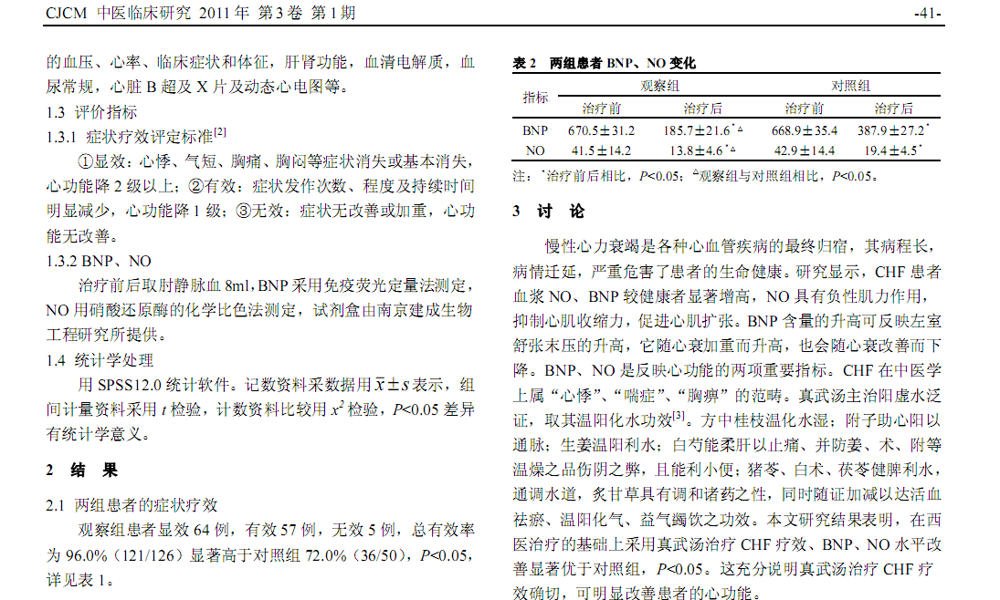 CJCM 中医临床研究 2011 年 第 3 卷 第 1 期 -41-
的血压、心率、临床症状和体征，肝肾功能，血清电解质，血
尿常规，心脏 B 超及 X 片及动态心电图等。
1.3 评价指标
1.3.1 症状疗效评定标准[2]
①显效：心悸、气短、胸痛、胸闷等症状消失或基本消失，
心功能降 2 级以上；②有效：症状发作次数、程度及持续时间
明显减少，心功能降 1 级；③无效：症状无改善或加重，心功
能无改善。
1.3.2 BNP、NO
治疗前后取肘静脉血 8ml，BNP 采用免疫荧光定量法测定，
NO 用硝酸还原酶的化学比色法测定，试剂盒由南京建成生物
工程研究所提供。
1.4 统计学处理
用 SPSS12.0 统计软件。记数资料采数据用 x̄±s 表示，组
间计量资料采用 t 检验，计数资料比较用 x² 检验，P<0.05 差异
有统计学意义。
2 结 果
2.1 两组患者的症状疗效
观察组患者显效 64 例，有效 57 例，无效 5 例，总有效率
为 96.0%（121/126）显著高于对照组 72.0%（36/50），P<0.05，
详见表 1。
表 2 两组患者 BNP、NO 变化
指标 观察组 对照组
治疗前 治疗后 治疗前 治疗后
BNP 670.5±31.2 185.7±21.6*△ 668.9±35.4 387.9±27.2*
NO 41.5±14.2 13.8±4.6*△ 42.9±14.4 19.4±4.5*
注：*治疗前后相比，P<0.05；△观察组与对照组相比，P<0.05。
3 讨 论
慢性心力衰竭是各种心血管疾病的最终归宿，其病程长，
病情迁延，严重危害了患者的生命健康。研究显示，CHF 患者
血浆 NO、BNP 较健康者显著增高，NO 具有负性肌力作用，
抑制心肌收缩力，促进心肌扩张。BNP 含量的升高可反映左室
舒张末压的升高，它随心衰加重而升高，也会随心衰改善而下
降。BNP、NO 是反映心功能的两项重要指标。CHF 在中医学
上属“心悸”、“喘症”、“胸痹”的范畴。真武汤主治阳虚水泛
证，取其温阳化水功效[3]。方中桂枝温化水湿；附子助心阳以
通脉；生姜温阳利水；白芍能柔肝以止痛、并防姜、术、附等
温燥之品伤阴之弊，且能利小便；猪苓、白术、茯苓健脾利水，
通调水道，炙甘草具有调和诸药之性，同时随证加减以达活血
祛瘀、温阳化气、益气蠲饮之功效。本文研究结果表明，在西
医治疗的基础上采用真武汤治疗 CHF 疗效、BNP、NO 水平改
善显著优于对照组，P<0.05。这充分说明真武汤治疗 CHF 疗
效确切，可明显改善患者的心功能。